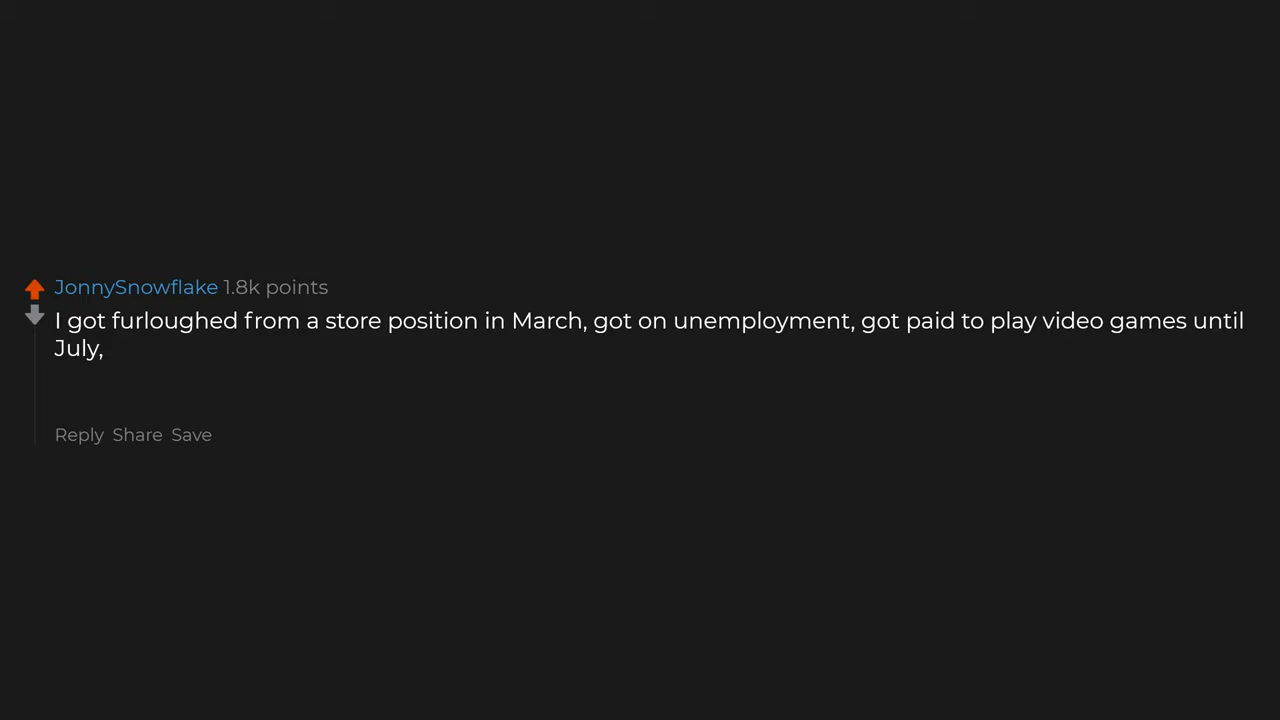 JonnySnowflake 1.8k points
I got furloughed from a store position in March, got on unemployment, got paid to play video games until
July,
Reply Share Save